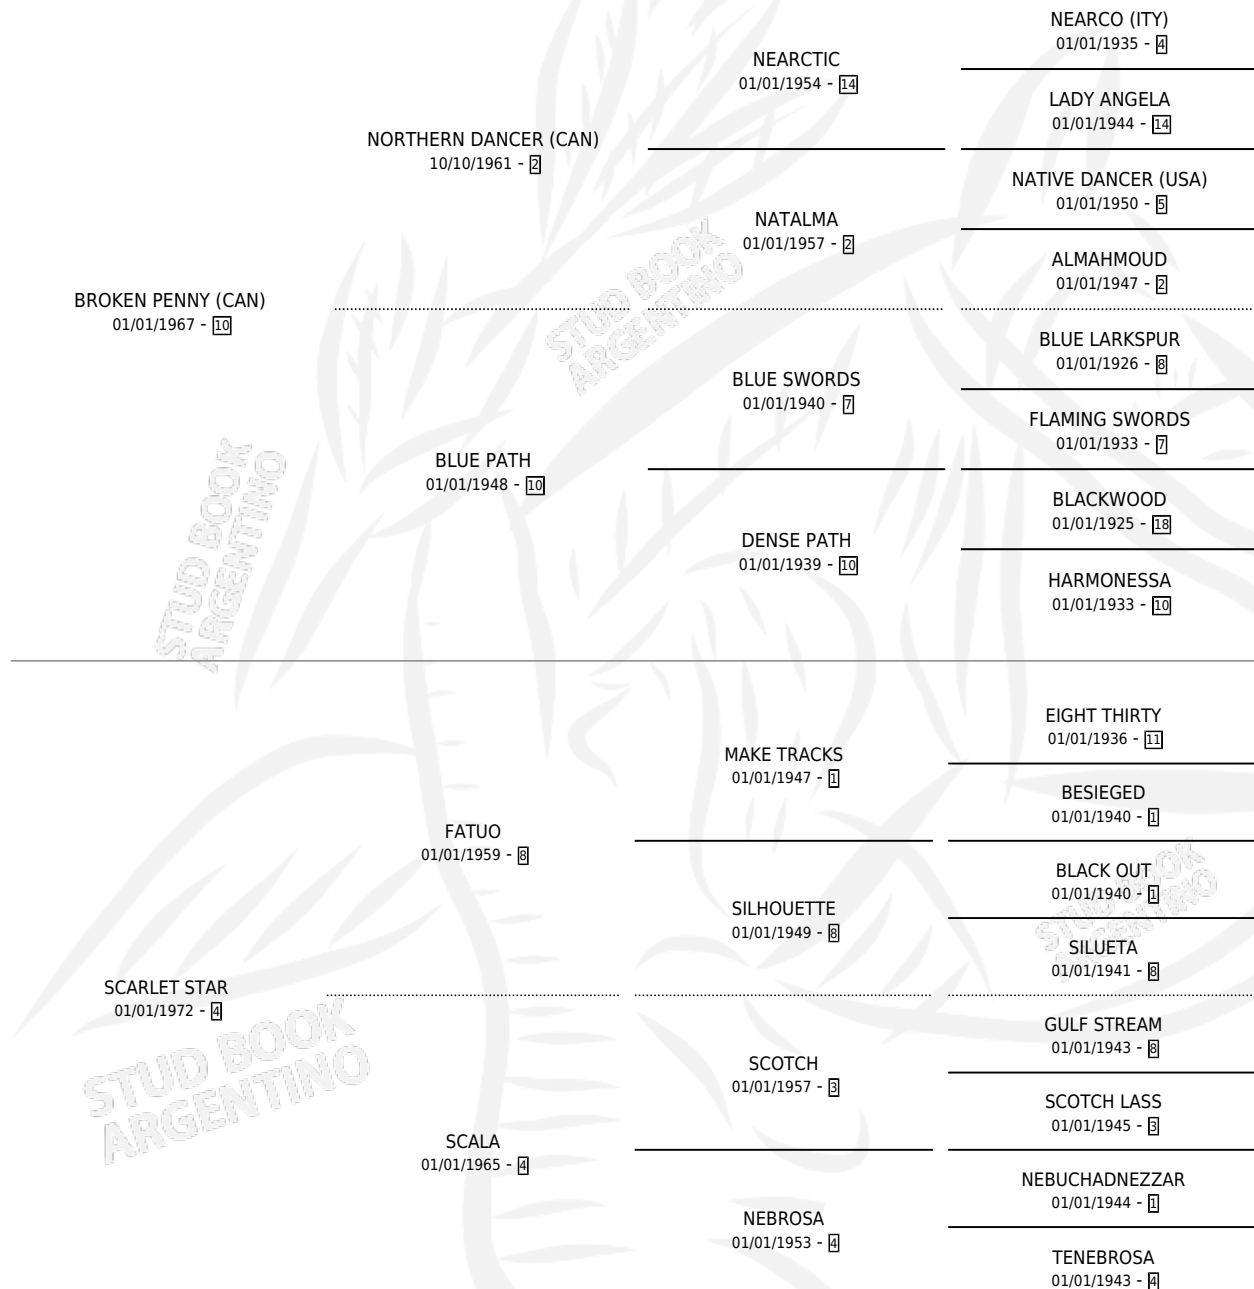 NEARCO (ITY)
01/01/1935 - 4
NEARCTIC
01/01/1954 - 14
LADY ANGELA
01/01/1944 - 14
NORTHERN DANCER (CAN)
10/10/1961 - 2
NATIVE DANCER (USA)
01/01/1950 - 5
NATALMA
01/01/1957 - 2
ALMAHMOUD
01/01/1947 - 2
BROKEN PENNY (CAN)
01/01/1967 - 10
BLUE LARKSPUR
01/01/1926 - 8
BLUE SWORDS
01/01/1940 - 7
FLAMING SWORDS
01/01/1933 - 7
BLUE PATH
01/01/1948 - 10
BLACKWOOD
01/01/1925 - 18
DENSE PATH
01/01/1939 - 10
HARMONESSA
01/01/1933 - 10
EIGHT THIRTY
01/01/1936 - 11
MAKE TRACKS
01/01/1947 - 1
BESIEGED
01/01/1940 - 1
FATUO
01/01/1959 - 8
BLACK OUT
01/01/1940 - 1
SILHOUETTE
01/01/1949 - 8
SILUETA
01/01/1941 - 8
SCARLET STAR
01/01/1972 - 4
GULF STREAM
01/01/1943 - 8
SCOTCH
01/01/1957 - 3
SCOTCH LASS
01/01/1945 - 3
SCALA
01/01/1965 - 4
NEBUCHADNEZZAR
01/01/1944 - 1
NEBROSA
01/01/1953 - 4
TENEBROSA
01/01/1943 - 4
STUD BOOK
ARGENTINO
STUD BOOK
ARGENTINO
STUD BOOK
ARGENTINO
STUD BOOK
ARGENTINO